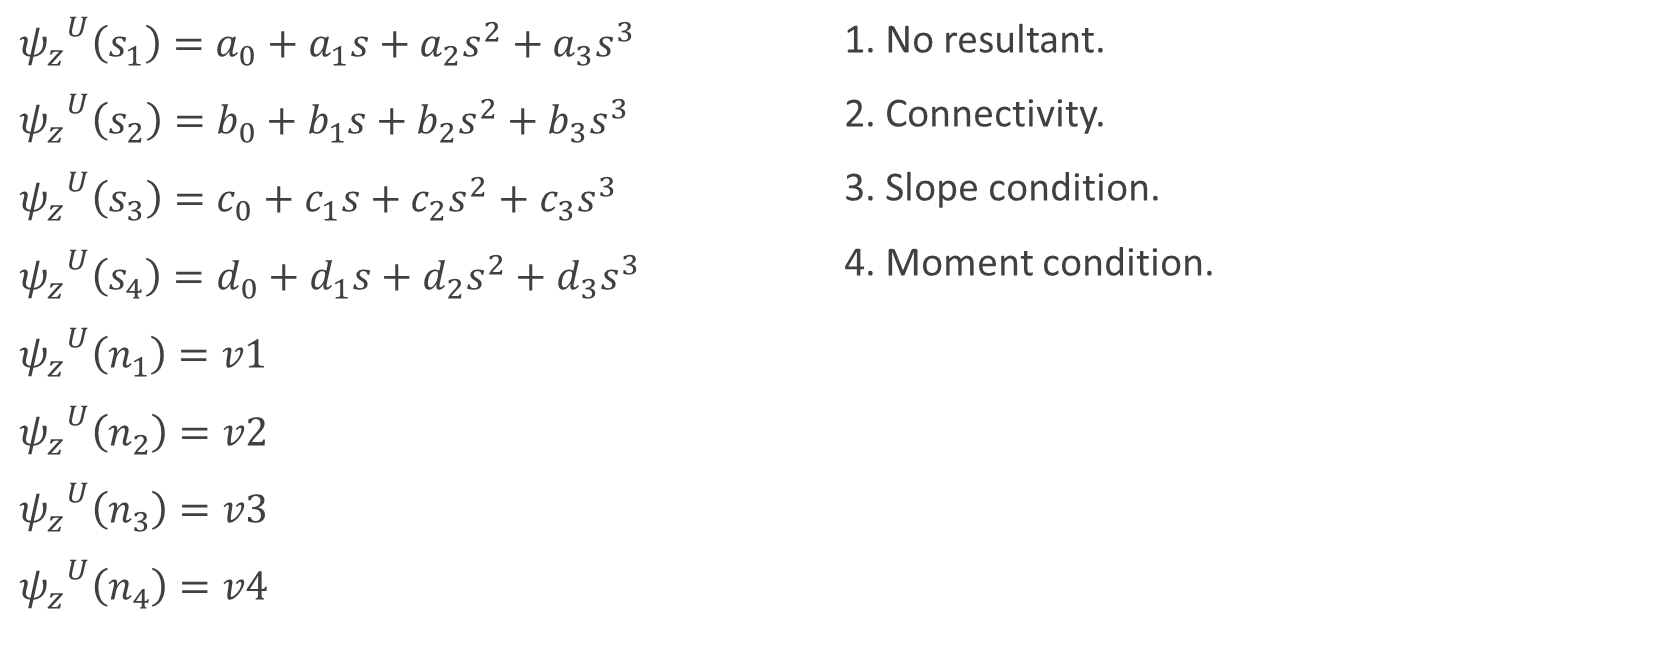 ψ_z^U(s_1) = a_0 + a_1s + a_2s^2 + a_3s^3
ψ_z^U(s_2) = b_0 + b_1s + b_2s^2 + b_3s^3
ψ_z^U(s_3) = c_0 + c_1s + c_2s^2 + c_3s^3
ψ_z^U(s_4) = d_0 + d_1s + d_2s^2 + d_3s^3
ψ_z^U(n_1) = v1
ψ_z^U(n_2) = v2
ψ_z^U(n_3) = v3
ψ_z^U(n_4) = v4
1. No resultant.
2. Connectivity.
3. Slope condition.
4. Moment condition.